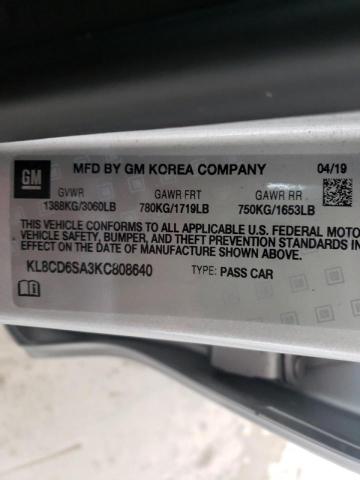 GM
MFD BY GM KOREA COMPANY 04/19
GVWR GAWR FRT GAWR RR
1388KG/3060LB 780KG/1719LB 750KG/1653LB
THIS VEHICLE CONFORMS TO ALL APPLICABLE U.S. FEDERAL MOTOR
VEHICLE SAFETY, BUMPER, AND THEFT PREVENTION STANDARDS
IN EFFECT ON THE DATE OF MANUFACTURE SHOWN ABOVE.
KL8CD6SA3KC808640 TYPE: PASS CAR